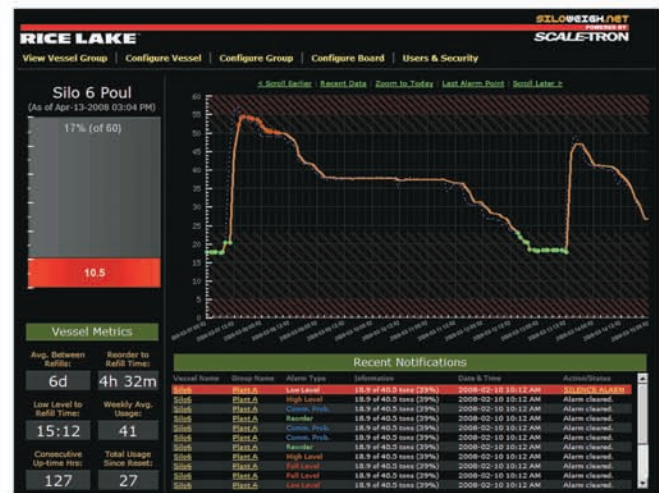 SILOWEIGH.NET
POWERED BY
RICE LAKE
SCALE-TRON
View Vessel Group | Configure Vessel | Configure Group | Configure Board | Users & Security
Silo 6 Poul
(As of Apr-13-2008 03:04 PM)
< Scroll Earlier | Recent Data | Zoom to Today | Last Alarm Point | Scroll Later >
17% (of 60)
10.5
60
55
50
45
40
35
30
25
20
15
10
5
0
Vessel Metrics
Avg. Between Refills:
Reorder to Refill Time:
6d
4h 32m
Low Level to Refill Time:
Weekly Avg. Usage:
15:12
41
Consecutive Up-time Hrs:
Total Usage Since Reset:
127
27
Recent Notifications
Vessel Name Group Name Alarm Type Information Date & Time Action/Status
Silo6 Plant A Low Level 18.9 of 40.5 tons (39%) 2008-02-10 10:12 AM SILENCE ALARM
Silo6 Plant A High Level 18.9 of 40.5 tons (39%) 2008-02-10 10:12 AM Alarm cleared.
Silo6 Plant A Comm. Prob. 18.9 of 40.5 tons (39%) 2008-02-10 10:12 AM Alarm cleared.
Silo6 Plant A Reorder 18.9 of 40.5 tons (39%) 2008-02-10 10:12 AM Alarm cleared.
Silo6 Plant A Comm. Prob. 18.9 of 40.5 tons (39%) 2008-02-10 10:12 AM Alarm cleared.
Silo6 Plant A Reorder 18.9 of 40.5 tons (39%) 2008-02-10 10:12 AM Alarm cleared.
Silo6 Plant A High Level 18.9 of 40.5 tons (39%) 2008-02-10 10:12 AM Alarm cleared.
Silo6 Plant A Full Level 18.9 of 40.5 tons (39%) 2008-02-10 10:12 AM Alarm cleared.
Silo6 Plant A Full Level 18.9 of 40.5 tons (39%) 2008-02-10 10:12 AM Alarm cleared.
Silo6 Plant A Low Level 18.9 of 40.5 tons (39%) 2008-02-10 10:12 AM Alarm cleared.